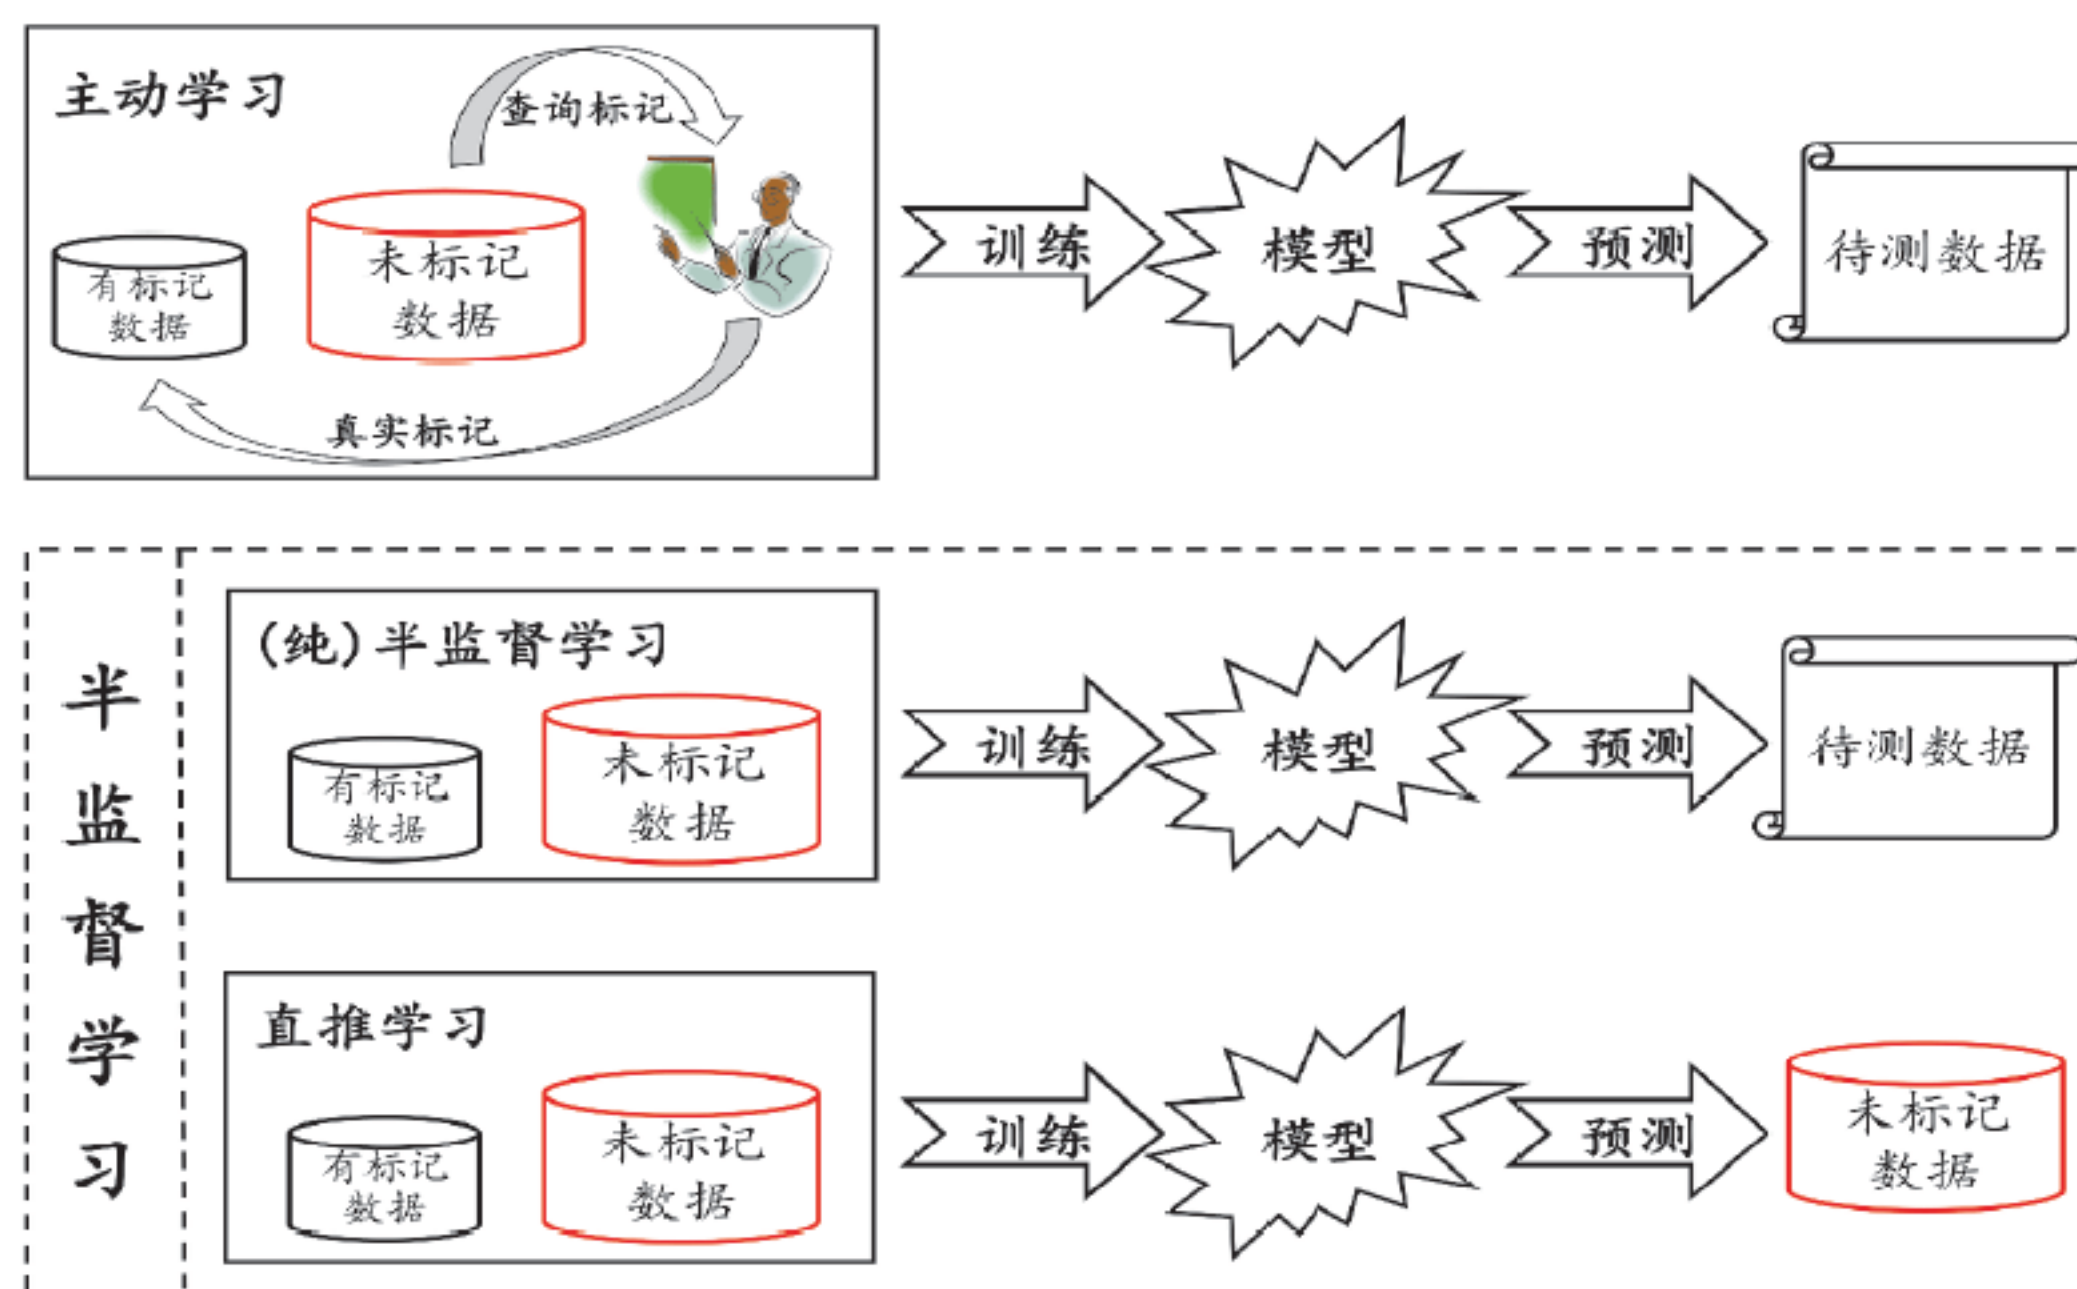 主动学习
查询标记
有标记
数据
未标记
数据
真实标记
训练
模型
预测
待测数据
半监督学习
(纯)半监督学习
有标记
数据
未标记
数据
训练
模型
预测
待测数据
直推学习
有标记
数据
未标记
数据
训练
模型
预测
未标记
数据